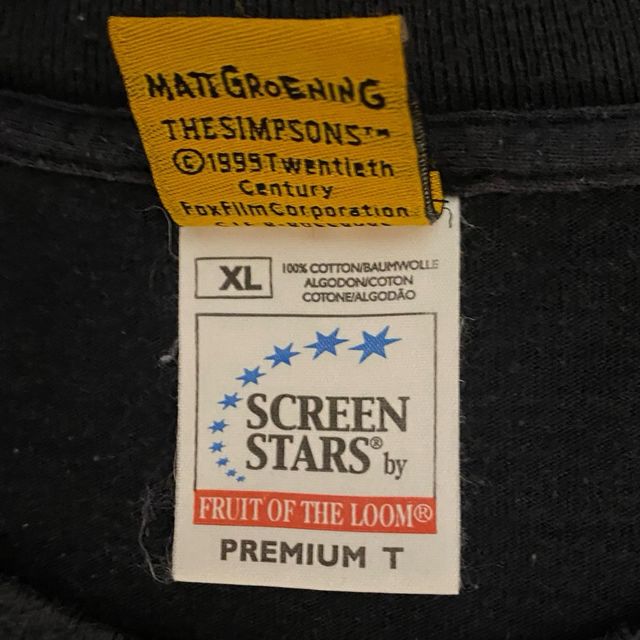 MATT GROENING
THE SIMPSONS™
©1999 Twentieth
Century
Fox Film Corporation
XL
100% COTTON/BAUMWOLLE
ALGODON/COTON
COTONE/ALGODÃO
SCREEN
STARS® by
FRUIT OF THE LOOM®
PREMIUM T